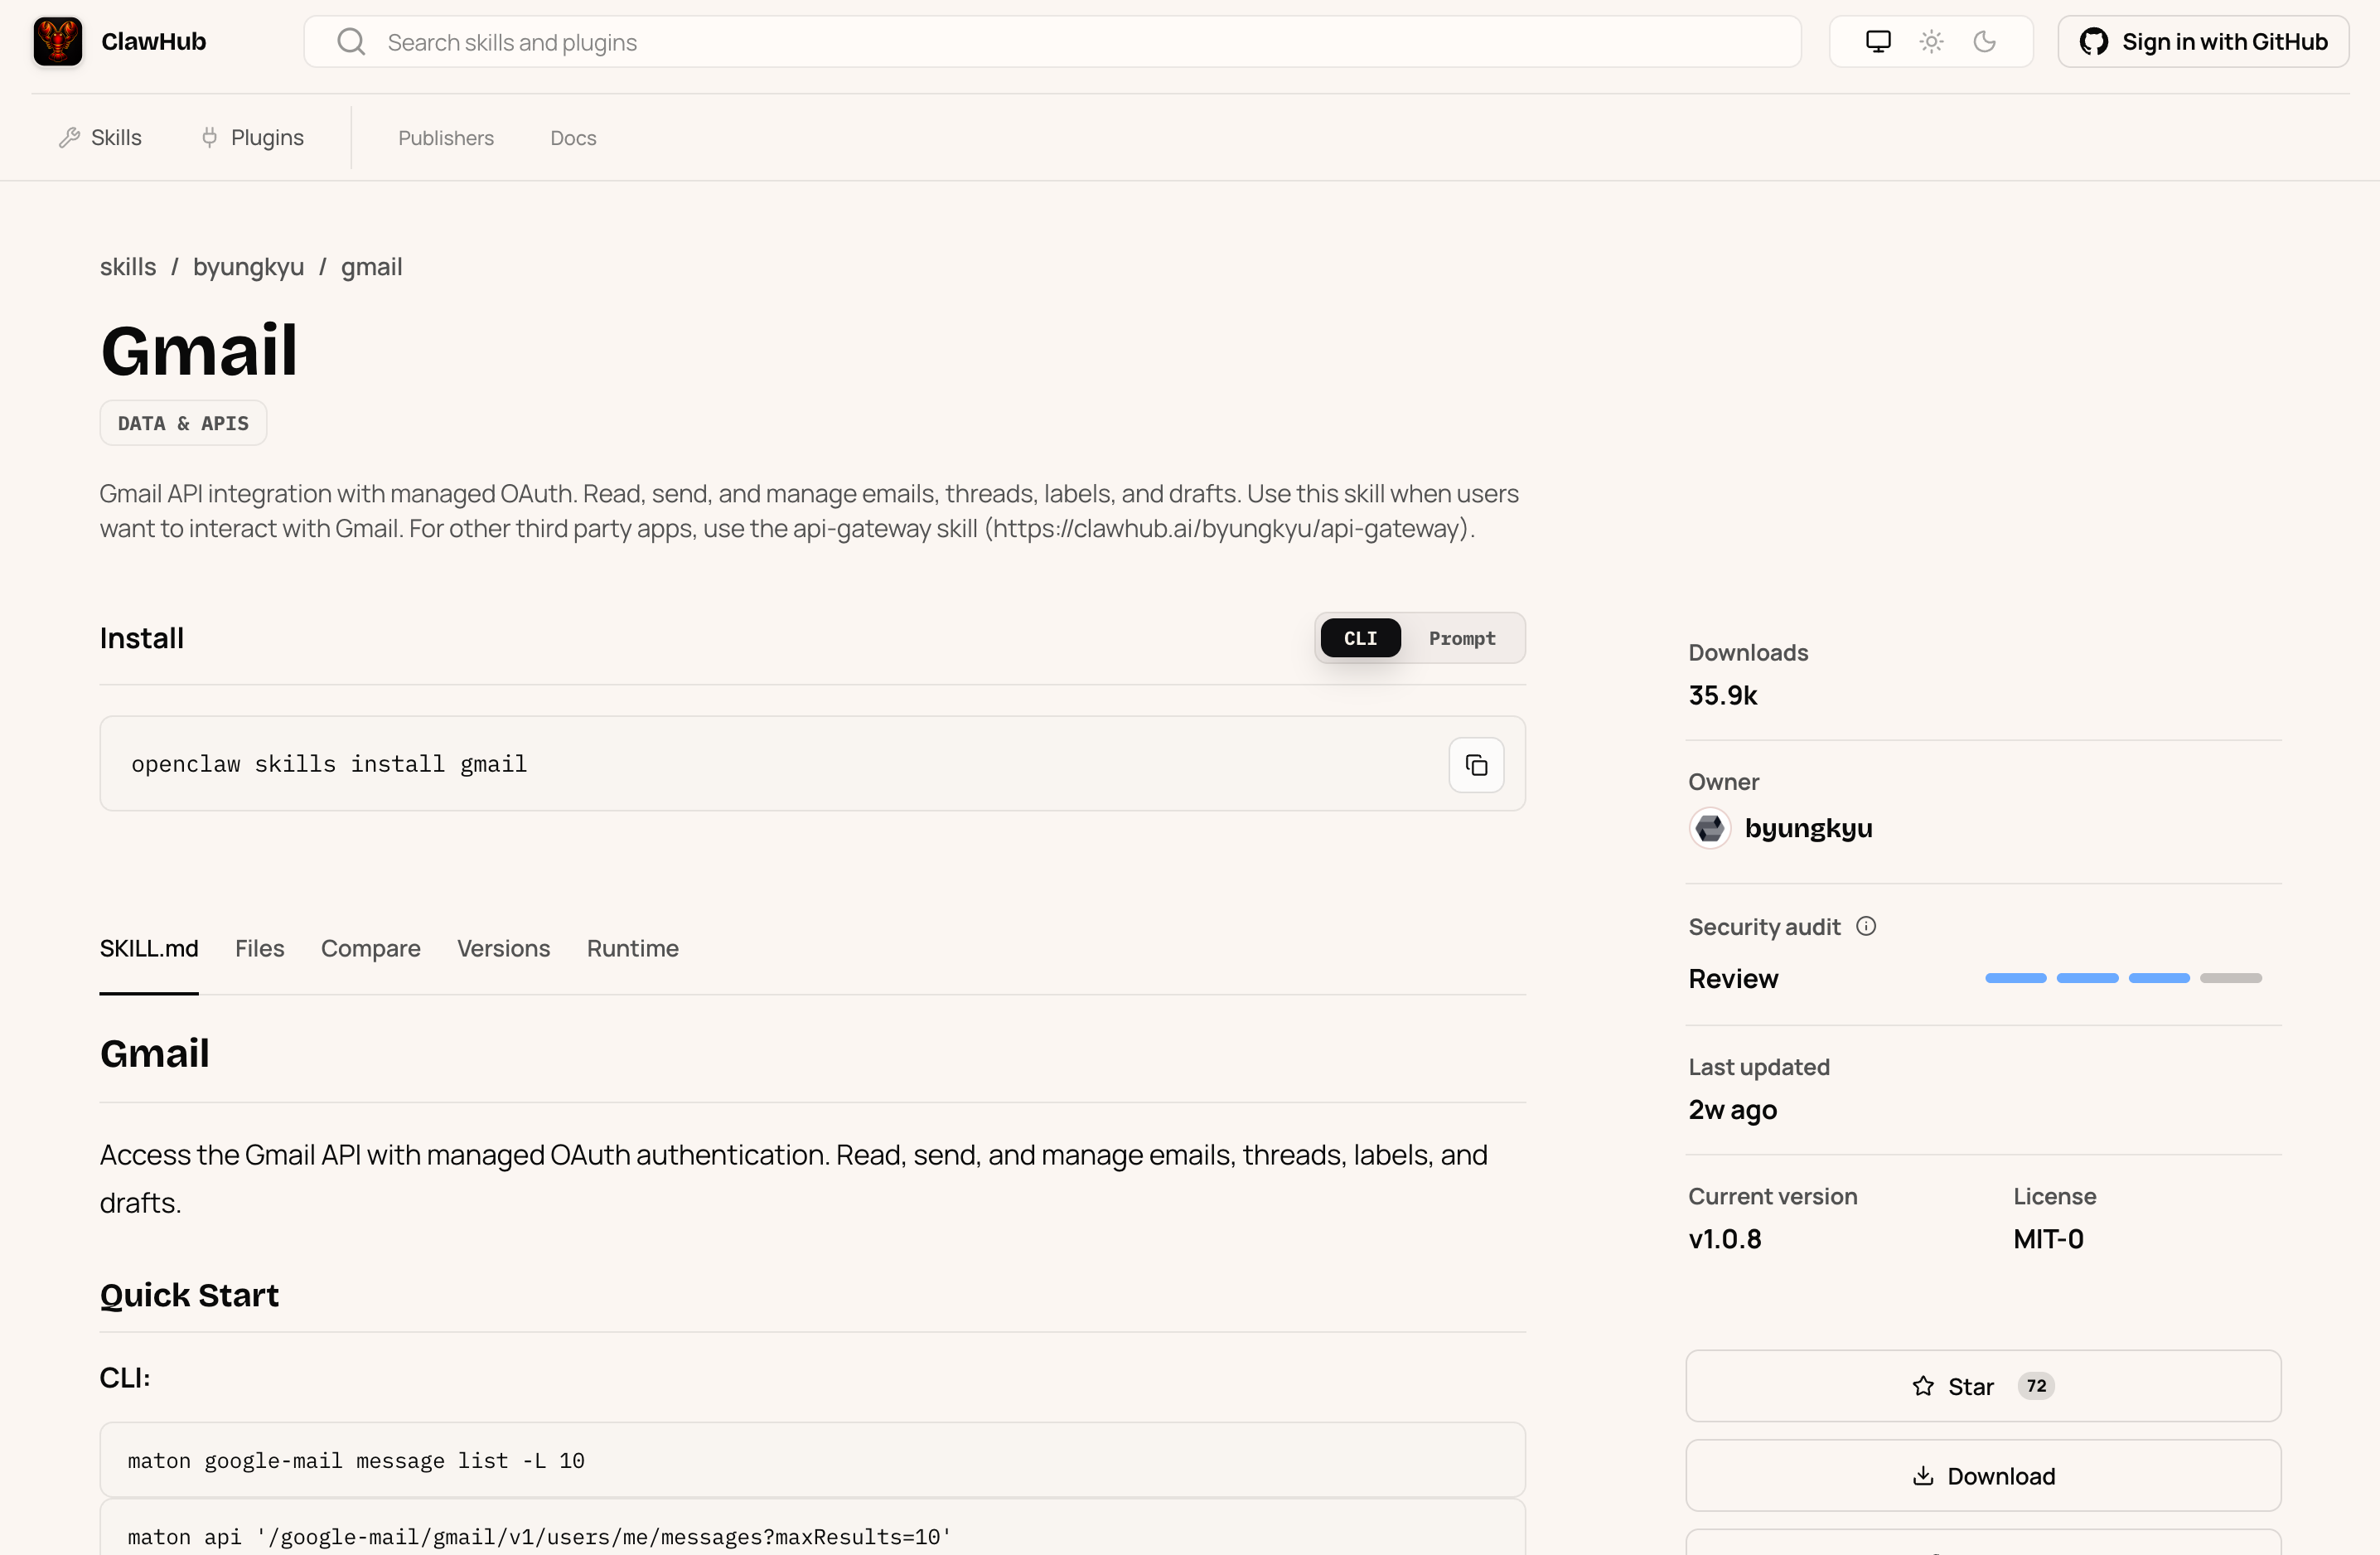 ClawHub
Search skills and plugins
Sign in with GitHub
Skills
Plugins
Publishers
Docs
skills / byungkyu / gmail
Gmail
DATA & APIS
Gmail API integration with managed OAuth. Read, send, and manage emails, threads, labels, and drafts. Use this skill when users
want to interact with Gmail. For other third party apps, use the api-gateway skill (https://clawhub.ai/byungkyu/api-gateway).
Install
CLI
Prompt
openclaw skills install gmail
SKILL.md
Files
Compare
Versions
Runtime
Gmail
Access the Gmail API with managed OAuth authentication. Read, send, and manage emails, threads, labels, and
drafts.
Quick Start
CLI:
maton google-mail message list -L 10
maton api '/google-mail/gmail/v1/users/me/messages?maxResults=10'
Downloads
35.9k
Owner
byungkyu
Security audit
Review
Last updated
2w ago
Current version
v1.0.8
License
MIT-0
Star 72
Download